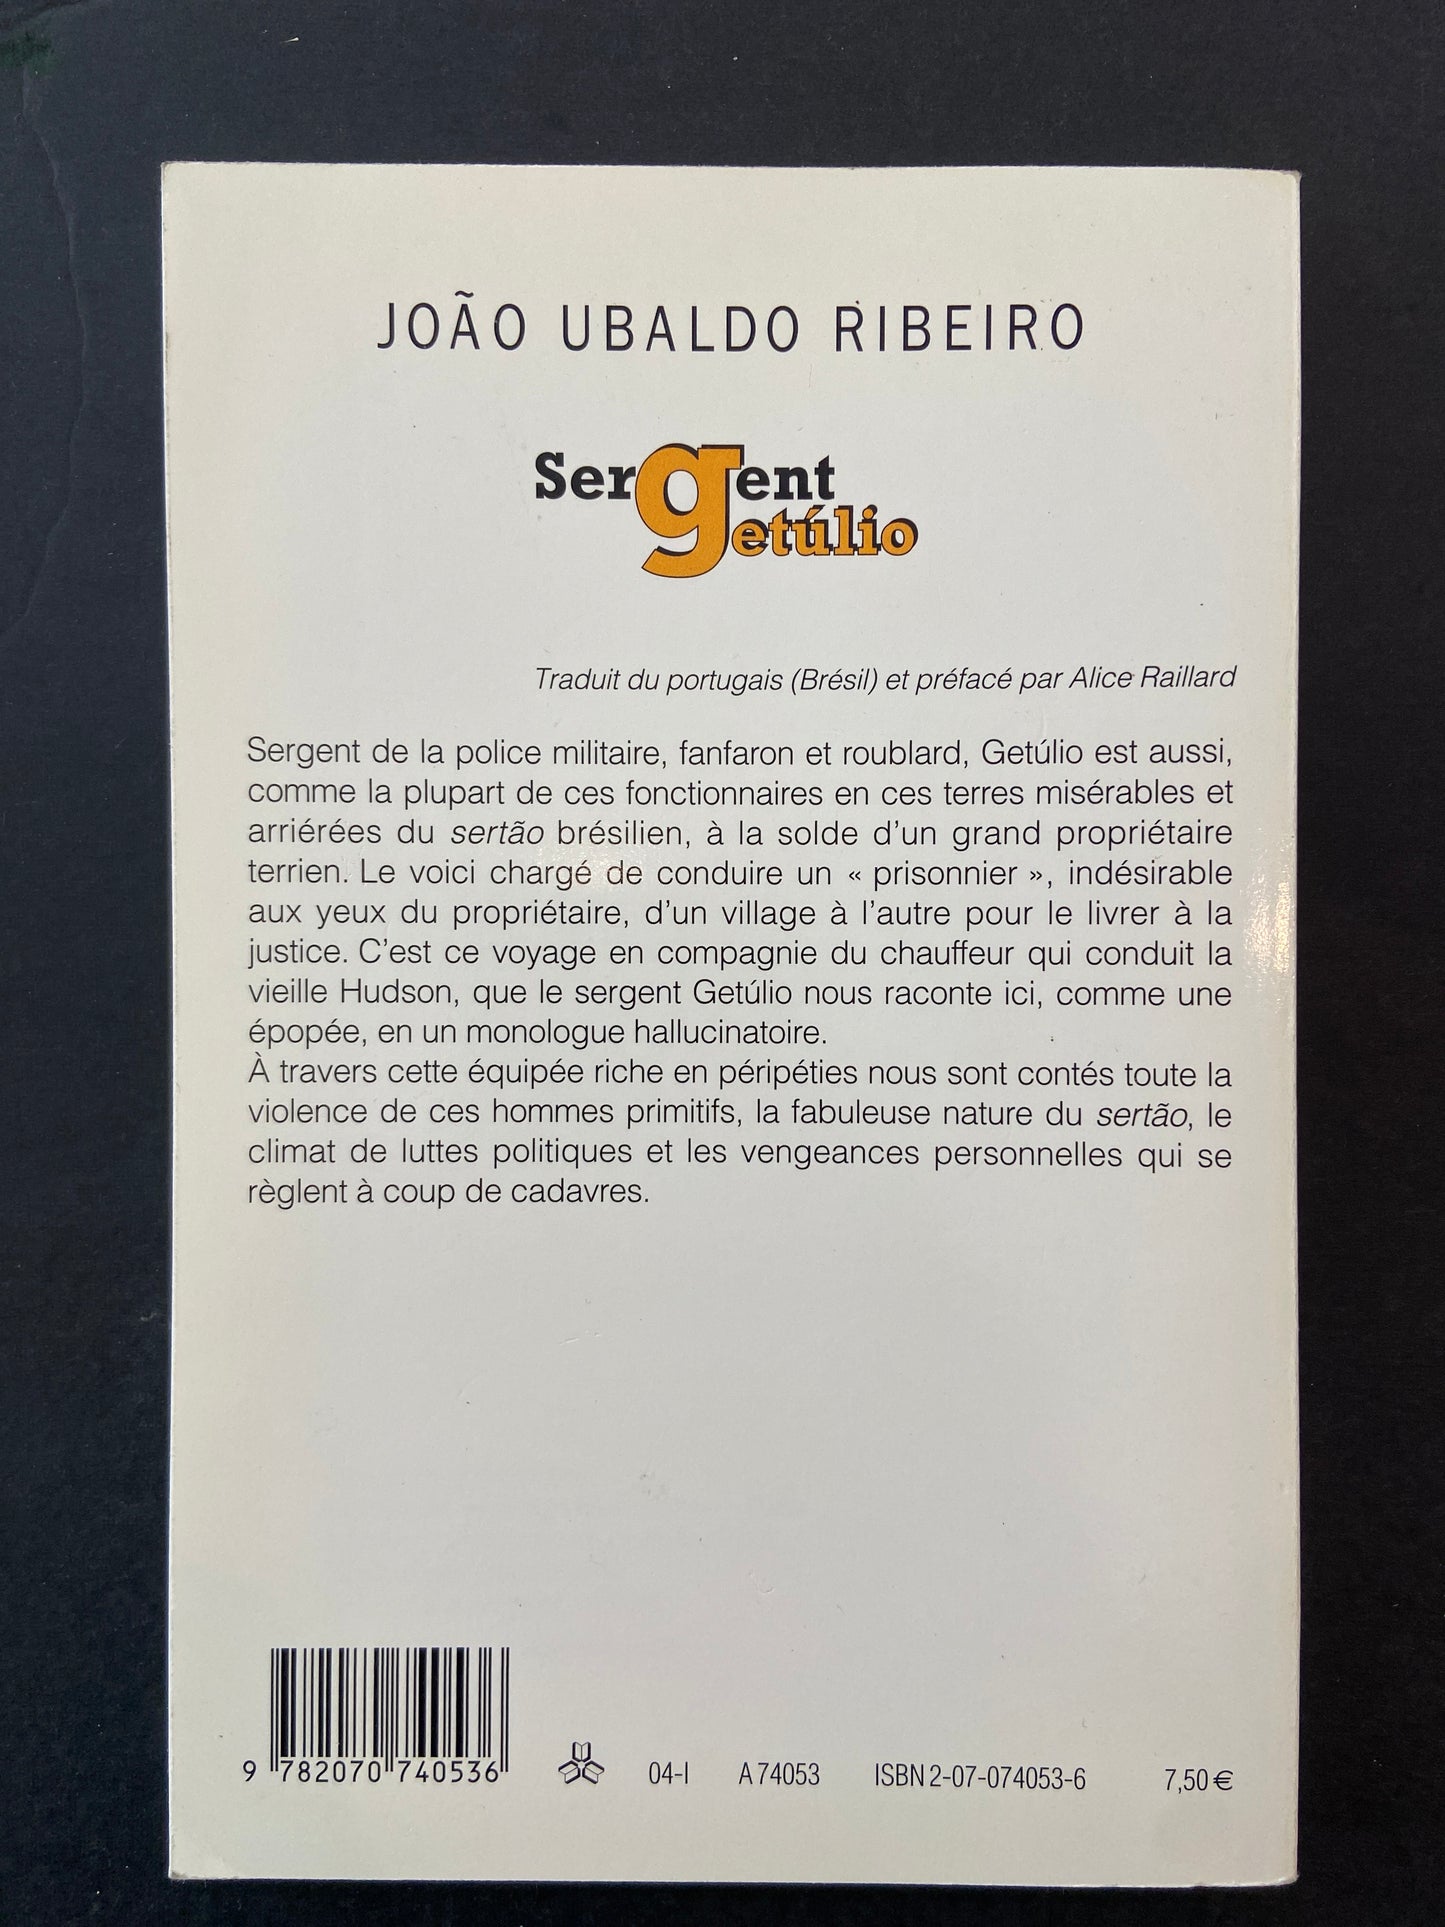 JOÃO UBALDO RIBEIRO
Sergent
getúlio
Traduit du portugais (Brésil) et préfacé par Alice Raillard
Sergent de la police militaire, fanfaron et roublard, Getúlio est aussi,
comme la plupart de ces fonctionnaires en ces terres misérables et
arriérées du sertão brésilien, à la solde d'un grand propriétaire
terrien. Le voici chargé de conduire un « prisonnier », indésirable
aux yeux du propriétaire, d'un village à l'autre pour le livrer à la
justice. C'est ce voyage en compagnie du chauffeur qui conduit la
vieille Hudson, que le sergent Getúlio nous raconte ici, comme une
épopée, en un monologue hallucinatoire.
À travers cette équipée riche en péripéties nous sont contés toute la
violence de ces hommes primitifs, la fabuleuse nature du sertão, le
climat de luttes politiques et les vengeances personnelles qui se
règlent à coup de cadavres.
9 782070 740536 04-I A 74053 ISBN 2-07-074053-6 7,50 €